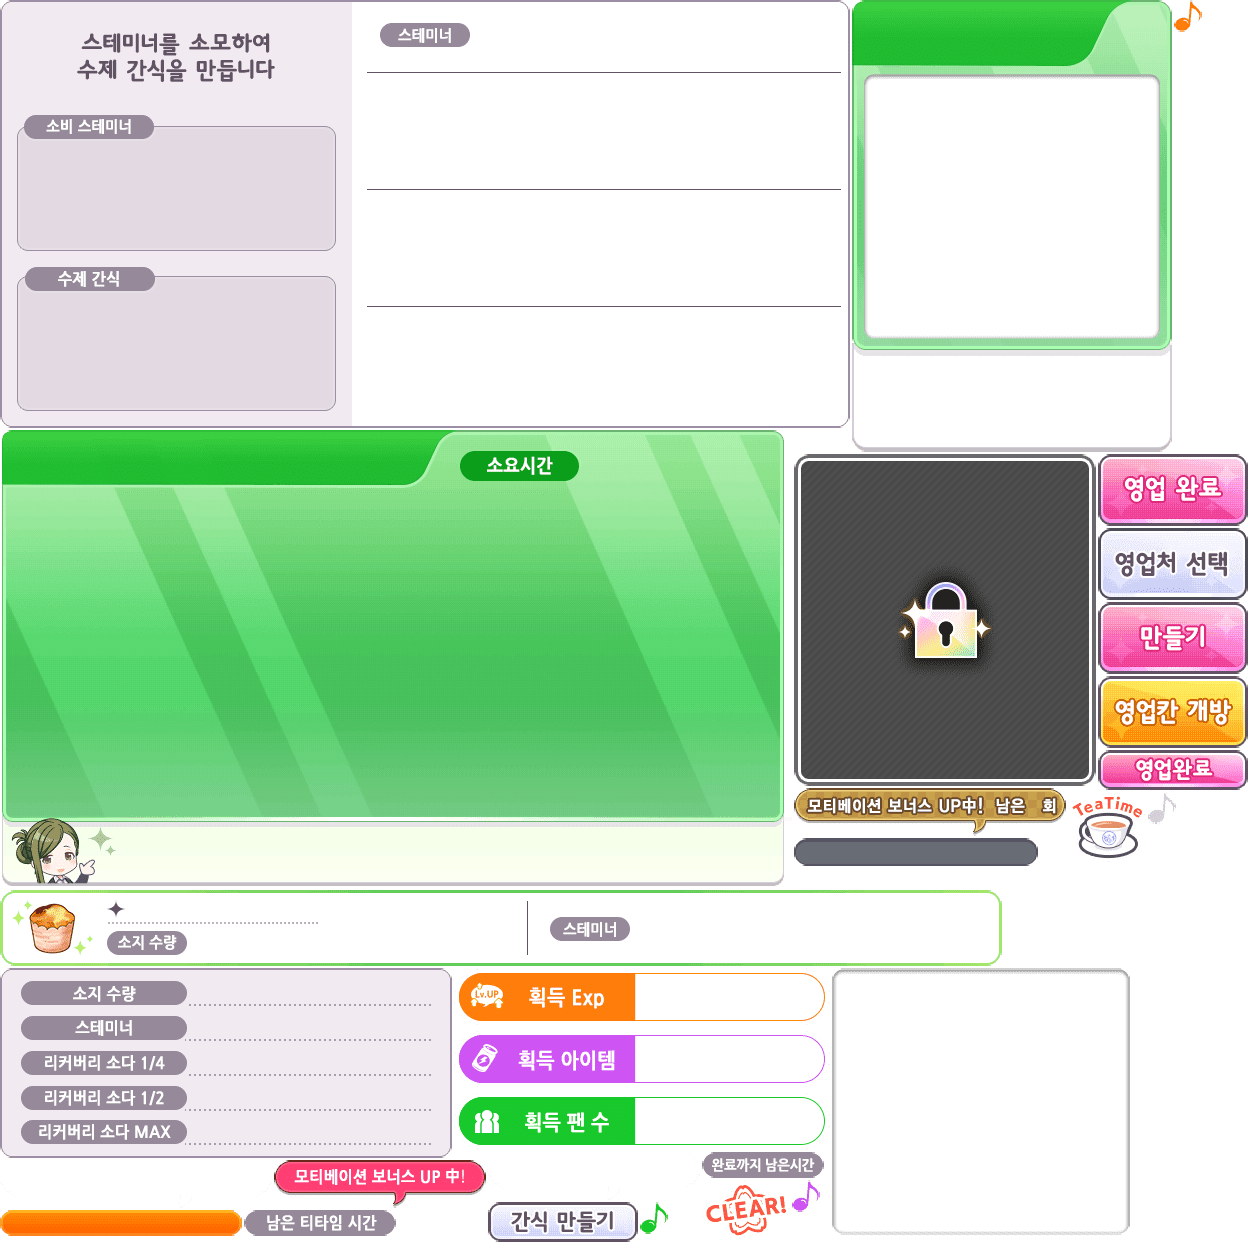 스테미너를 소모하여
수제 간식을 만듭니다
소비 스테미너
수제 간식
스테미너
소요시간
영업 완료
영업처 선택
만들기
영업칸 개방
영업완료
모티베이션 보너스 UP中! 남은 회
TeaTime
소지 수량
스테미너
소지 수량
스테미너
리커버리 소다 1/4
리커버리 소다 1/2
리커버리 소다 MAX
Lv.UP
획득 Exp
획득 아이템
획득 팬 수
완료까지 남은시간
모티베이션 보너스 UP 中!
남은 티타임 시간
간식 만들기
CLEAR!